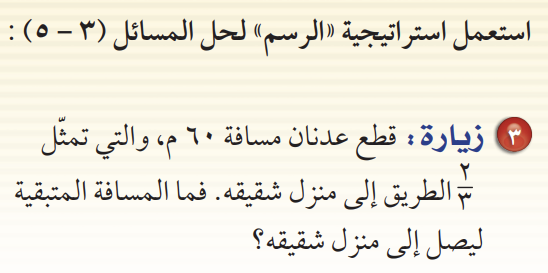 استعمل استراتيجية «الرسم» لحل المسائل (٣ – ٥) :
٣ زيارة : قطع عدنان مسافة ٦٠ م، والتي تمثّل
٢/٣ الطريق إلى منزل شقيقه. فما المسافة المتبقية
ليصل إلى منزل شقيقه؟